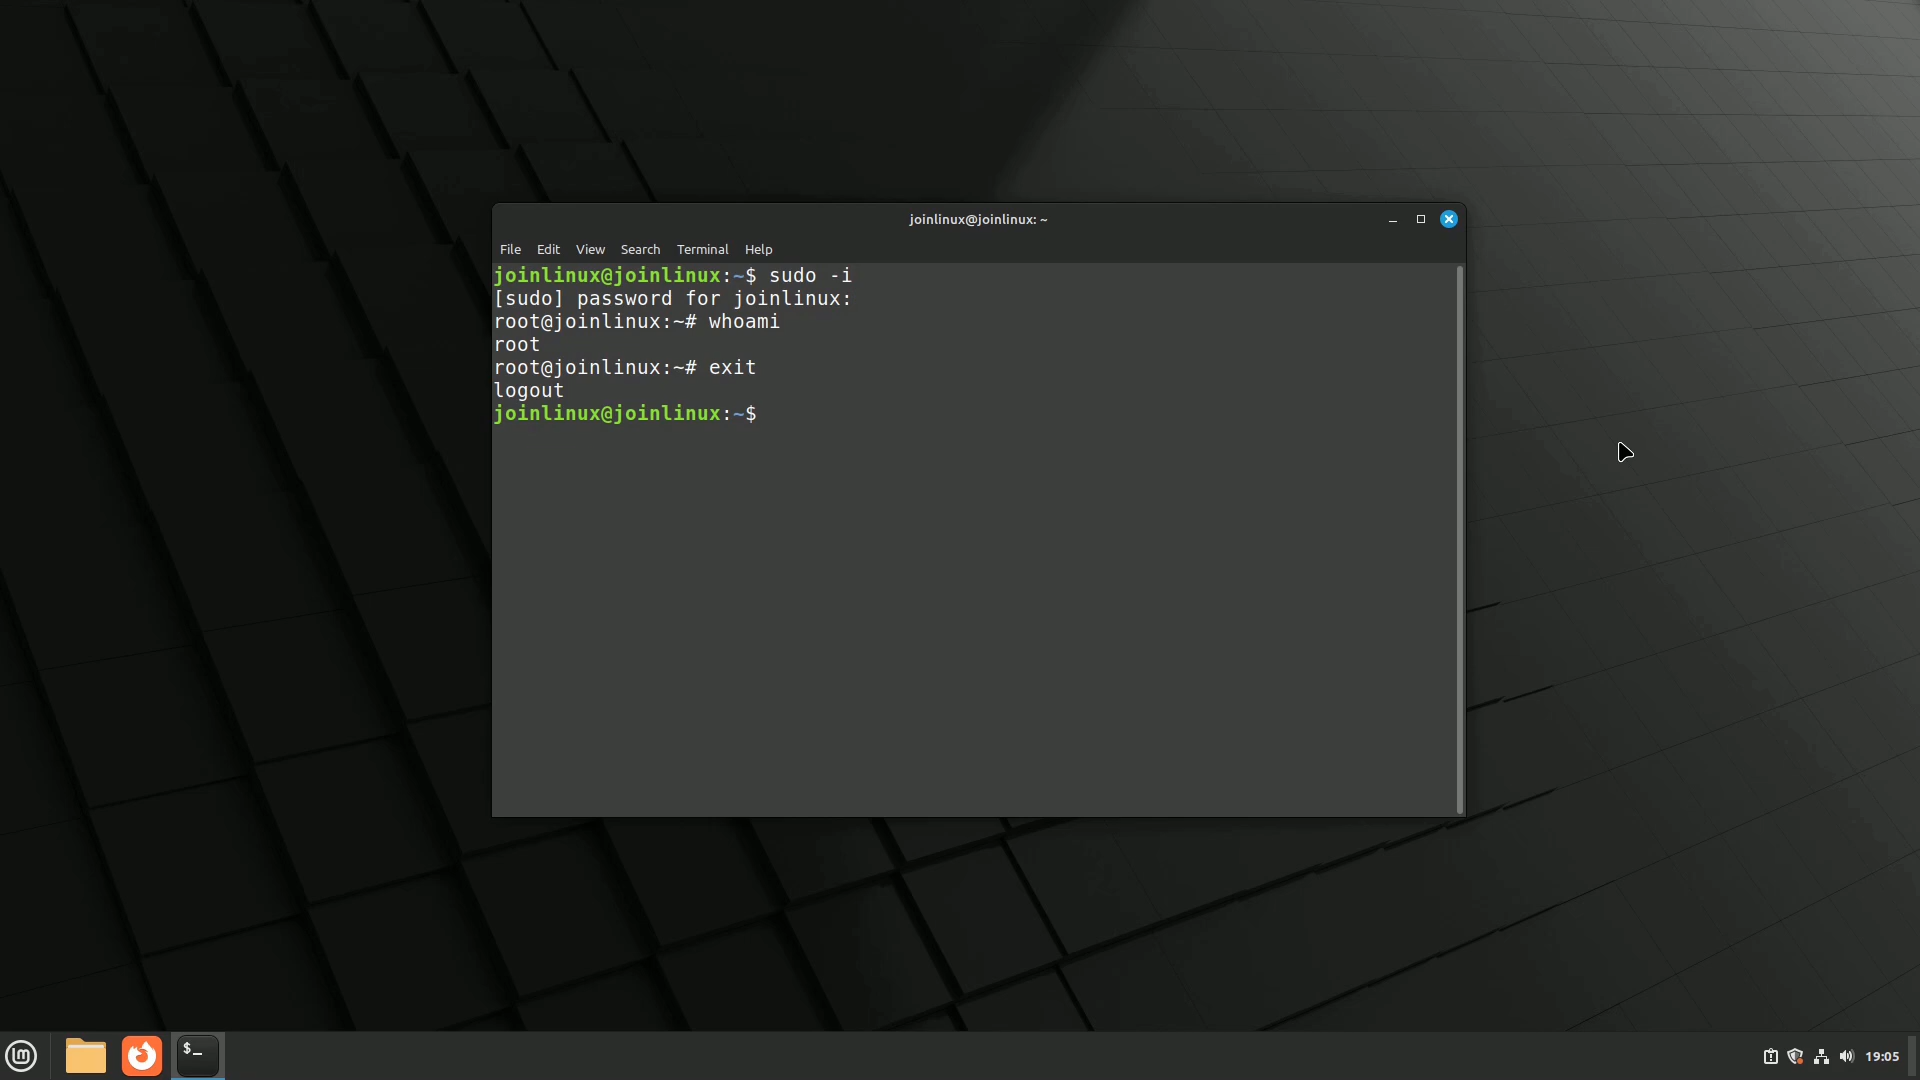 joinlinux@joinlinux: ~
File Edit View Search Terminal Help
joinlinux@joinlinux:~$ sudo -i
[sudo] password for joinlinux:
root@joinlinux:~# whoami
root
root@joinlinux:~# exit
logout
joinlinux@joinlinux:~$
$_
19:05